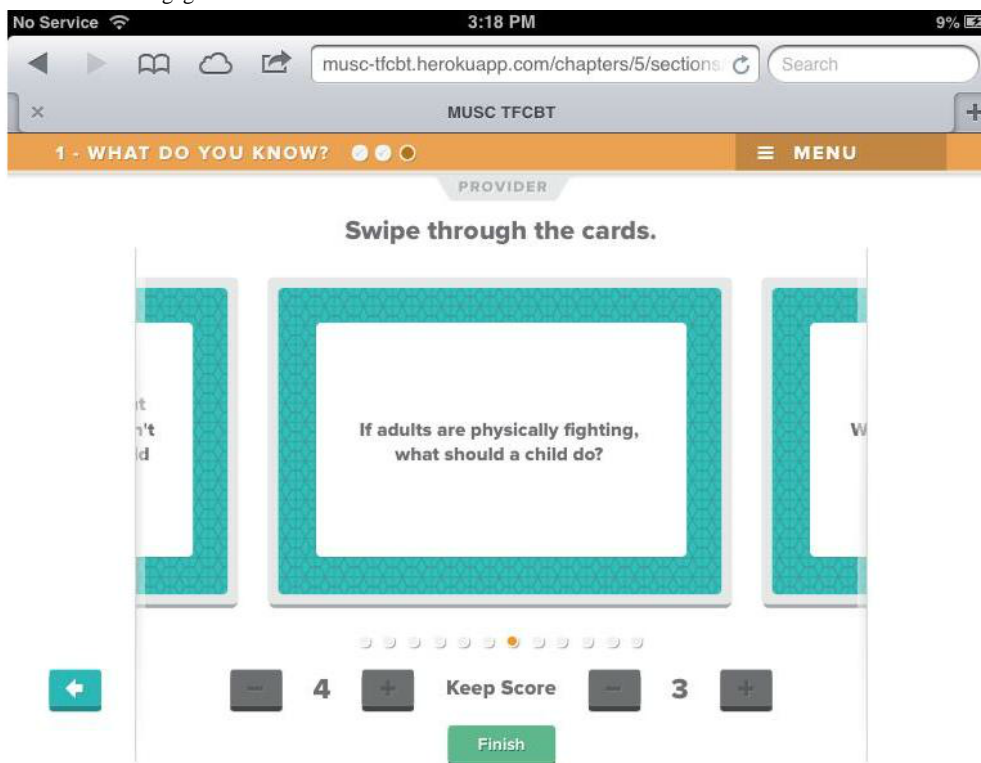 No Service 3:18 PM 9%
musc-tfcbt.herokuapp.com/chapters/5/sections/ Search
MUSC TFCBT
1 - WHAT DO YOU KNOW? MENU
PROVIDER
Swipe through the cards.
If adults are physically fighting,
what should a child do?
4 Keep Score 3
Finish